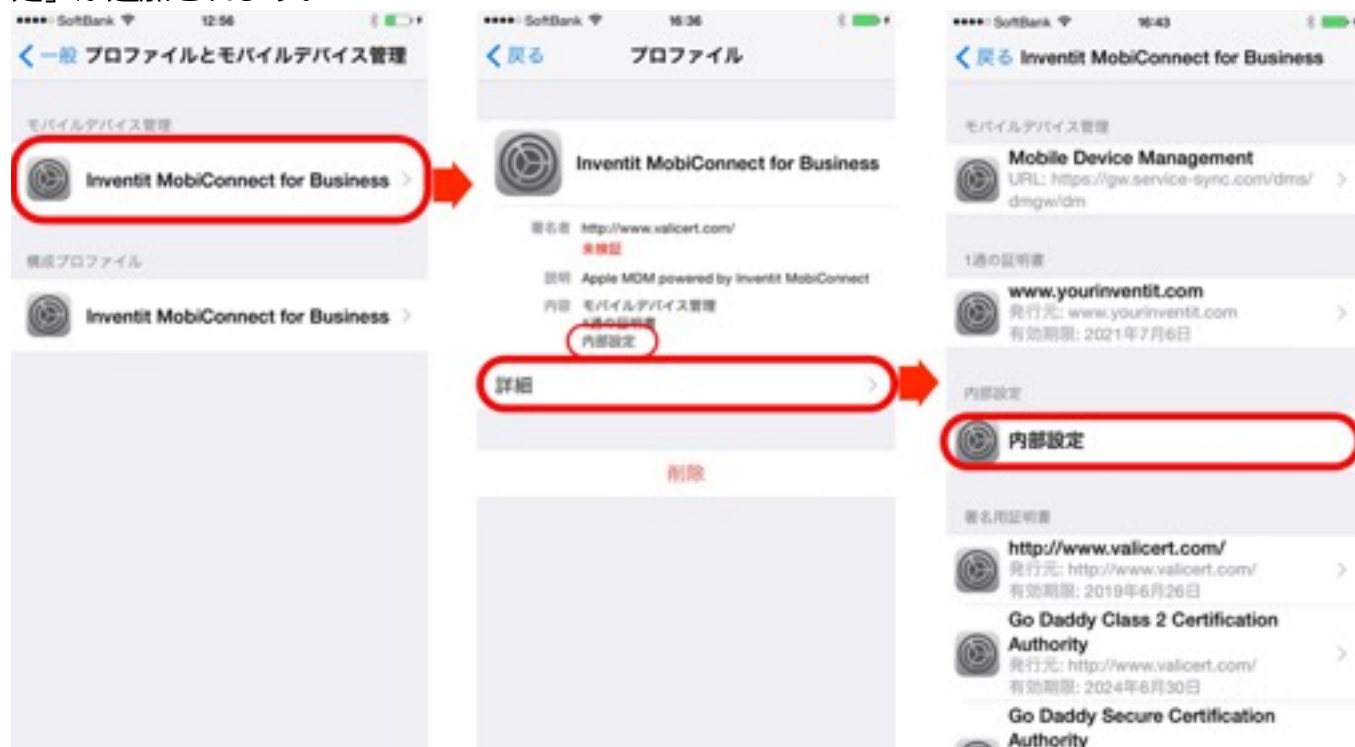 ●●●●○ SoftBank 12:56
一般 プロファイルとモバイルデバイス管理
モバイルデバイス管理
Inventit MobiConnect for Business
構成プロファイル
Inventit MobiConnect for Business
●●●●○ SoftBank 16:36
戻る プロファイル
Inventit MobiConnect for Business
署名者 http://www.valicert.com/
未検証
説明 Apple MDM powered by Inventit MobiConnect
内容 モバイルデバイス管理
1通の証明書
内部設定
詳細
削除
●●●●○ SoftBank 16:43
戻る Inventit MobiConnect for Business
モバイルデバイス管理
Mobile Device Management
URL: https://gw.service-sync.com/dms/
dmgw/dm
1通の証明書
www.yourinventit.com
発行元: www.yourinventit.com
有効期限: 2021年7月6日
内部設定
内部設定
署名用証明書
http://www.valicert.com/
発行元: http://www.valicert.com/
有効期限: 2019年6月26日
Go Daddy Class 2 Certification
Authority
発行元: http://www.valicert.com/
有効期限: 2024年6月30日
Go Daddy Secure Certification
Authority